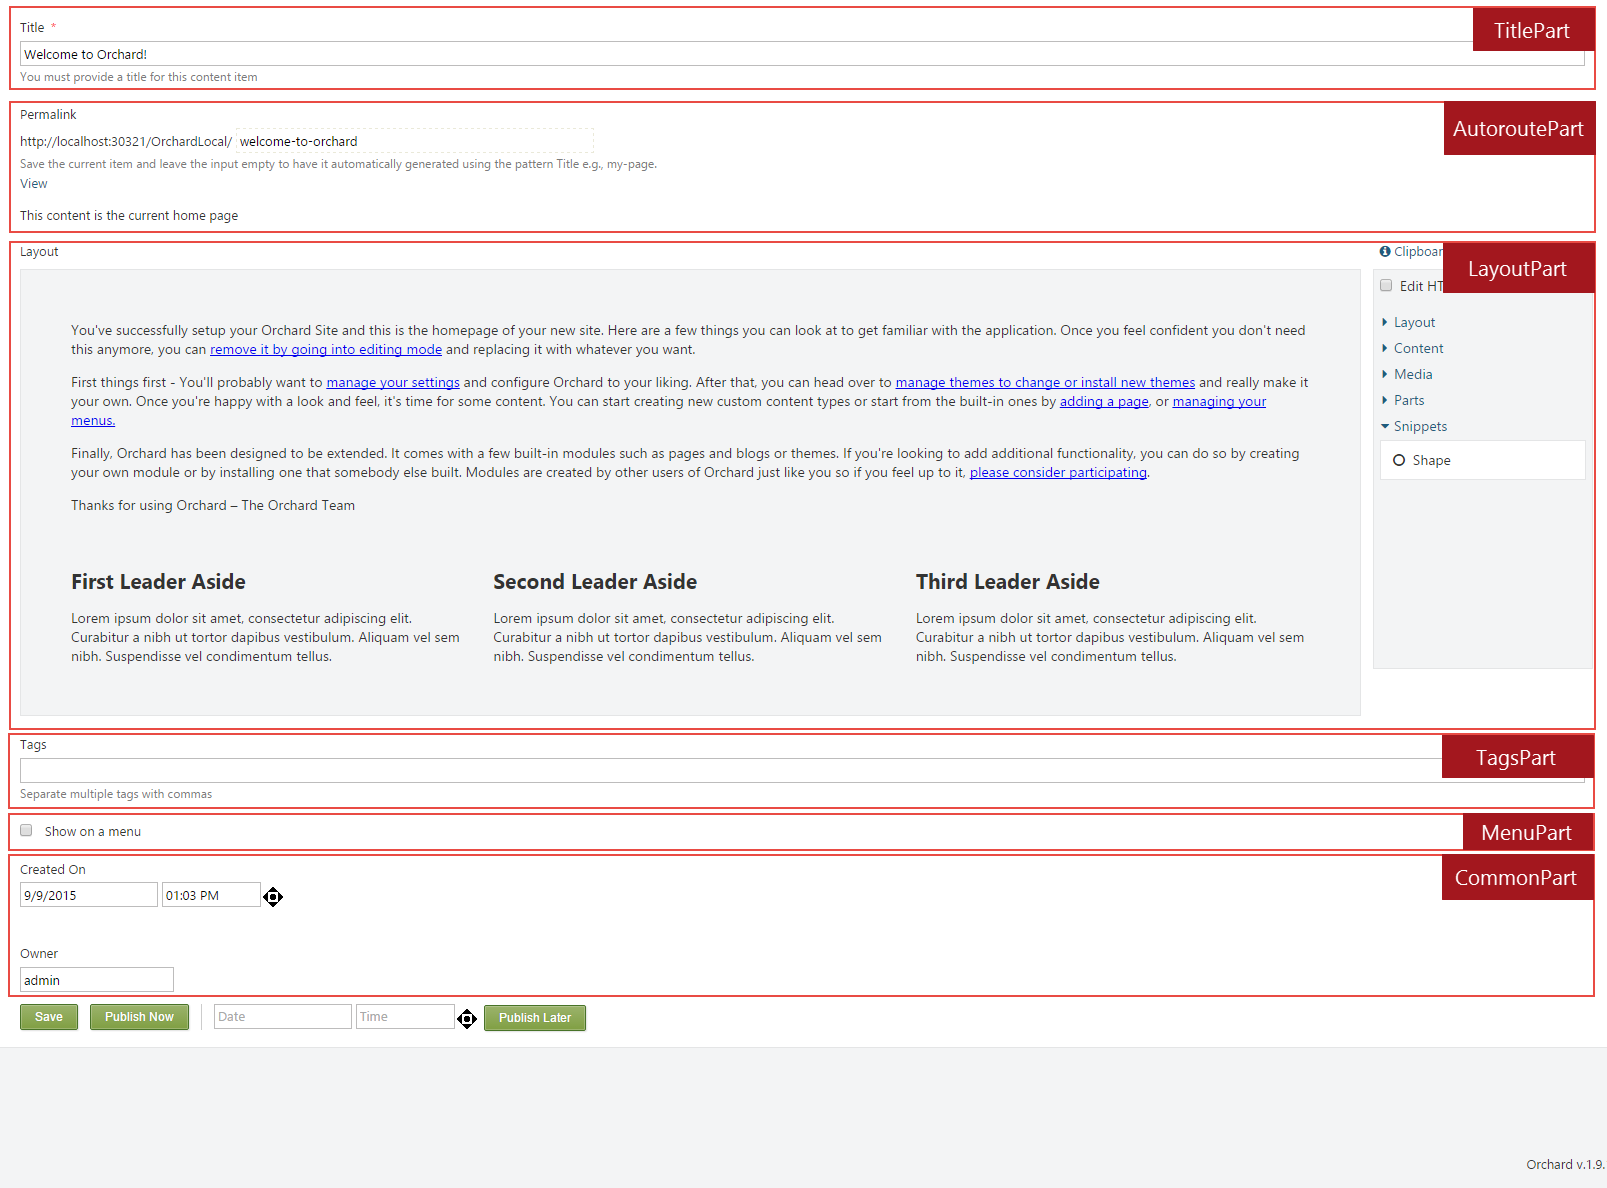 Title *
TitlePart
Welcome to Orchard!
You must provide a title for this content item
Permalink
AutoroutePart
http://localhost:30321/OrchardLocal/ welcome-to-orchard
Save the current item and leave the input empty to have it automatically generated using the pattern Title e.g., my-page.
View
This content is the current home page
Layout
Clipboar
LayoutPart
Edit HT
You've successfully setup your Orchard Site and this is the homepage of your new site. Here are a few things you can look at to get familiar with the application. Once you feel confident you don't need
this anymore, you can remove it by going into editing mode and replacing it with whatever you want.
First things first - You'll probably want to manage your settings and configure Orchard to your liking. After that, you can head over to manage themes to change or install new themes and really make it
your own. Once you're happy with a look and feel, it's time for some content. You can start creating new custom content types or start from the built-in ones by adding a page, or managing your
menus.
Finally, Orchard has been designed to be extended. It comes with a few built-in modules such as pages and blogs or themes. If you're looking to add additional functionality, you can do so by creating
your own module or by installing one that somebody else built. Modules are created by other users of Orchard just like you so if you feel up to it, please consider participating.
Thanks for using Orchard – The Orchard Team
First Leader Aside
Lorem ipsum dolor sit amet, consectetur adipiscing elit.
Curabitur a nibh ut tortor dapibus vestibulum. Aliquam vel sem
nibh. Suspendisse vel condimentum tellus.
Second Leader Aside
Lorem ipsum dolor sit amet, consectetur adipiscing elit.
Curabitur a nibh ut tortor dapibus vestibulum. Aliquam vel sem
nibh. Suspendisse vel condimentum tellus.
Third Leader Aside
Lorem ipsum dolor sit amet, consectetur adipiscing elit.
Curabitur a nibh ut tortor dapibus vestibulum. Aliquam vel sem
nibh. Suspendisse vel condimentum tellus.
Layout
Content
Media
Parts
Snippets
Shape
Tags
TagsPart
Separate multiple tags with commas
Show on a menu
MenuPart
Created On
CommonPart
9/9/2015 01:03 PM
Owner
admin
Save Publish Now Date Time Publish Later
Orchard v.1.9.